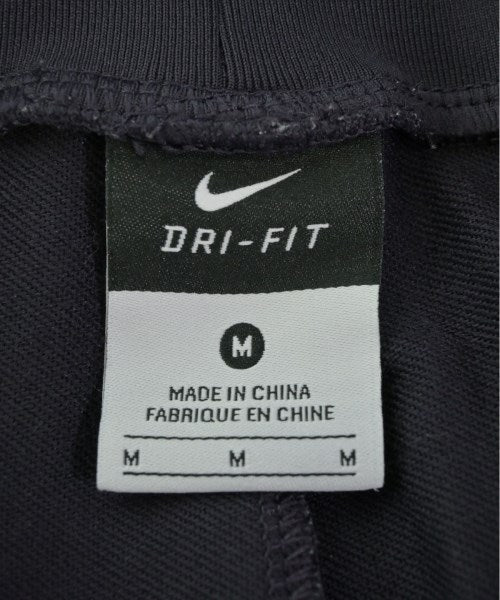 DRI-FIT
M
MADE IN CHINA
FABRIQUE EN CHINE
M M M